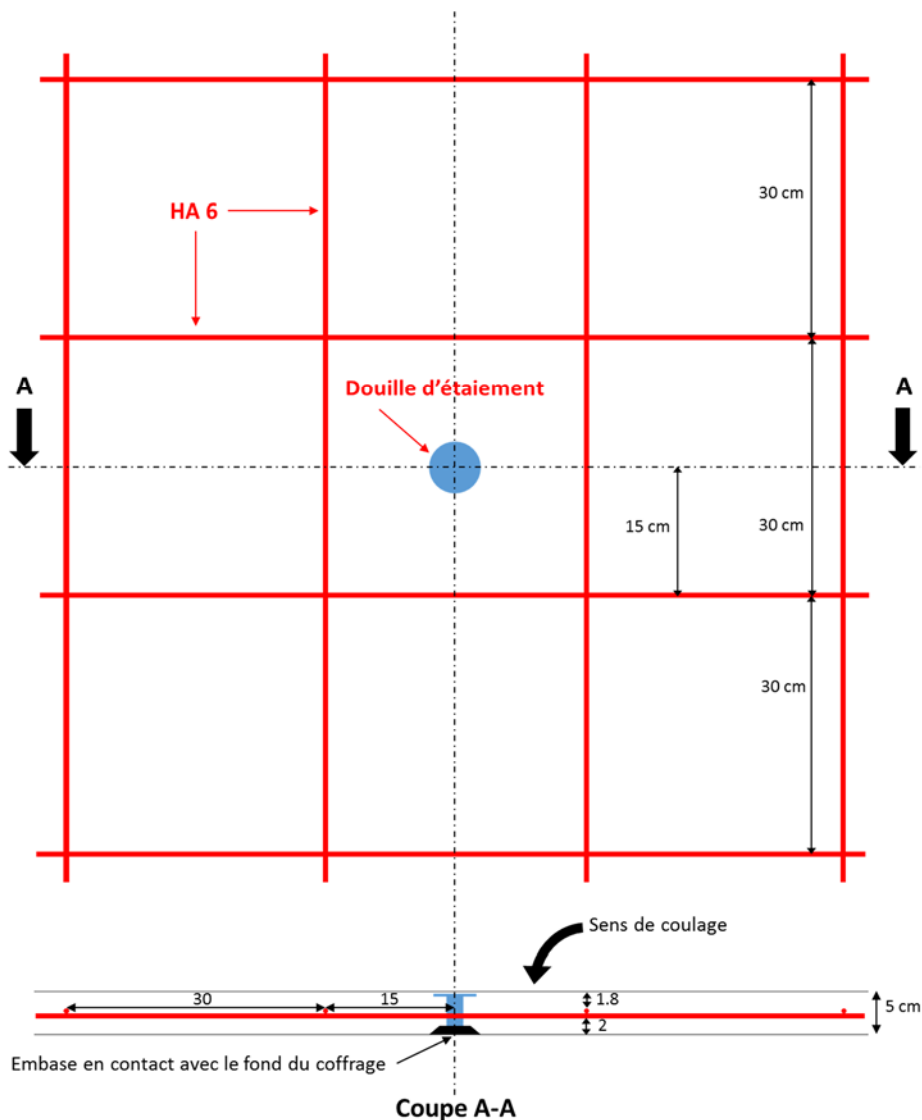 30 cm
HA 6
A
A
Douille d'étaiement
15 cm
30 cm
30 cm
Sens de coulage
30
15
1.8
5 cm
2
Embase en contact avec le fond du coffrage
Coupe A-A